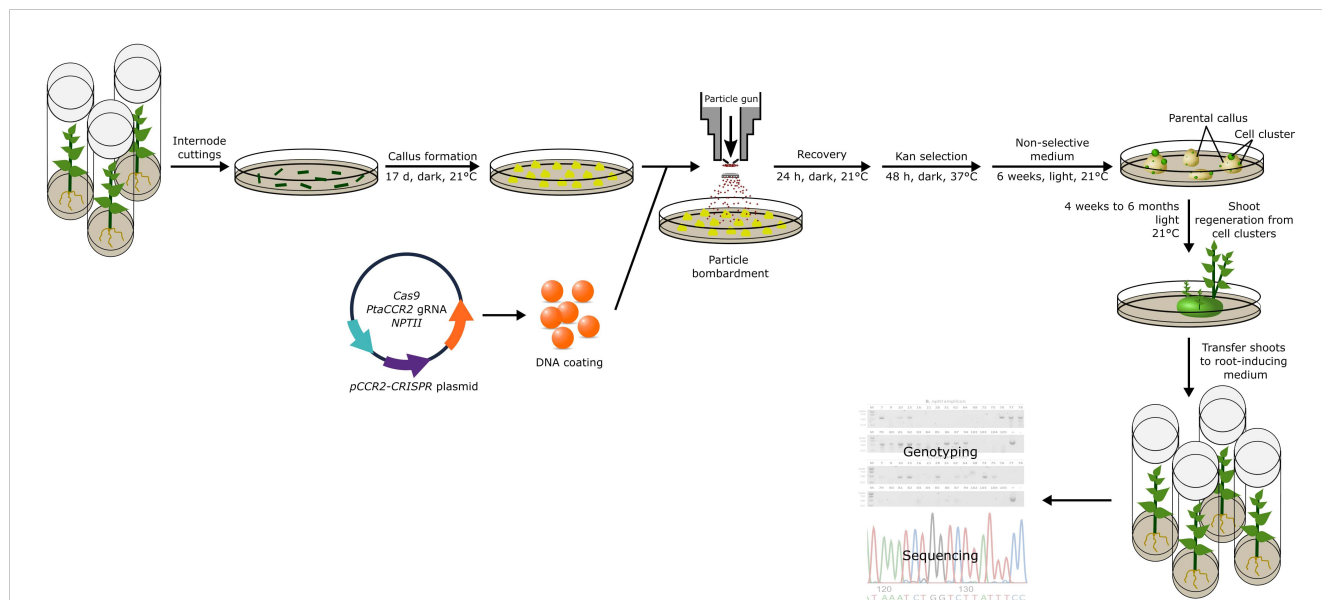 Internode
cuttings
Callus formation
17 d, dark, 21°C
Particle gun
Recovery
24 h, dark, 21°C
Kan selection
48 h, dark, 37°C
Non-selective
medium
6 weeks, light, 21°C
Parental callus
Cell cluster
4 weeks to 6 months
light
21°C
Shoot
regeneration from
cell clusters
Particle
bombardment
Cas9
PtaCCR2 gRNA
NPTII
pCCR2-CRISPR plasmid
DNA coating
Transfer shoots
to root-inducing
medium
Genotyping
Sequencing
120 130